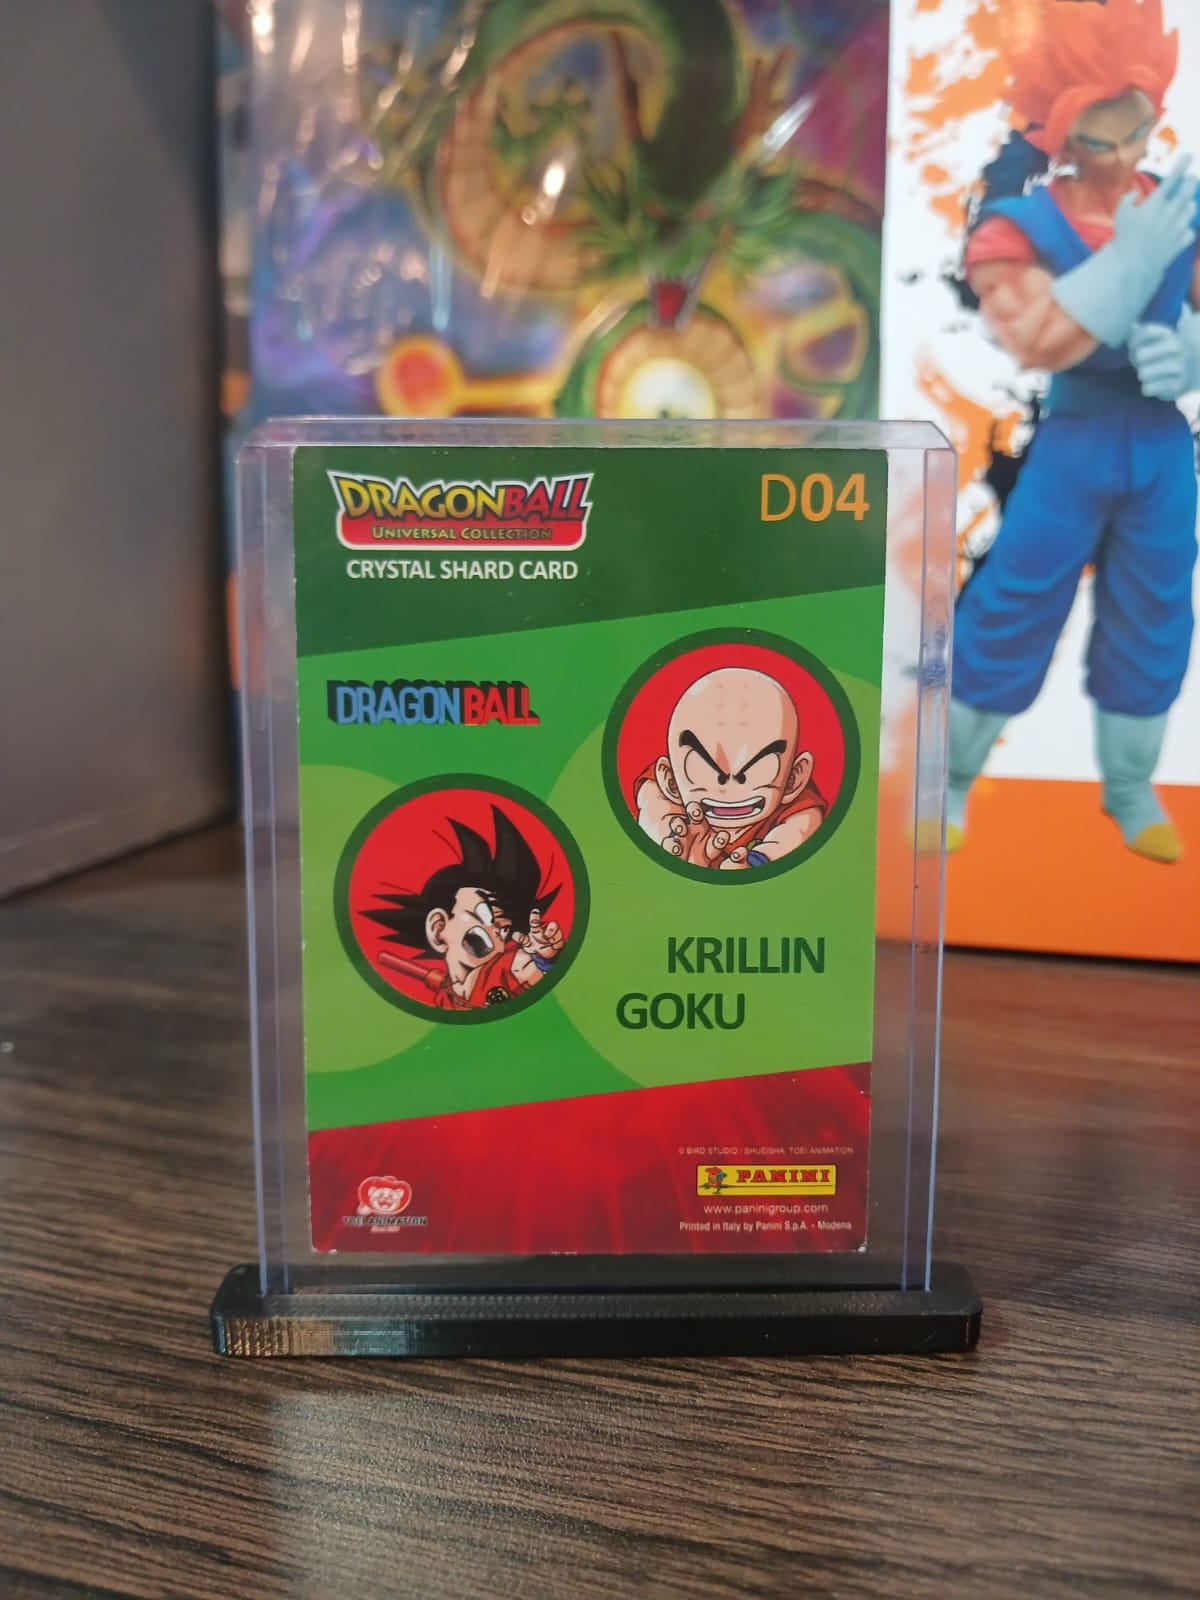 DRAGONBALL
UNIVERSAL COLLECTION
CRYSTAL SHARD CARD
D04
DRAGONBALL
KRILLIN
GOKU
© BIRD STUDIO / SHUEISHA, TOEI ANIMATION
PANINI
www.paninigroup.com
Printed in Italy by Panini S.p.A. - Modena
TOEI ANIMATION